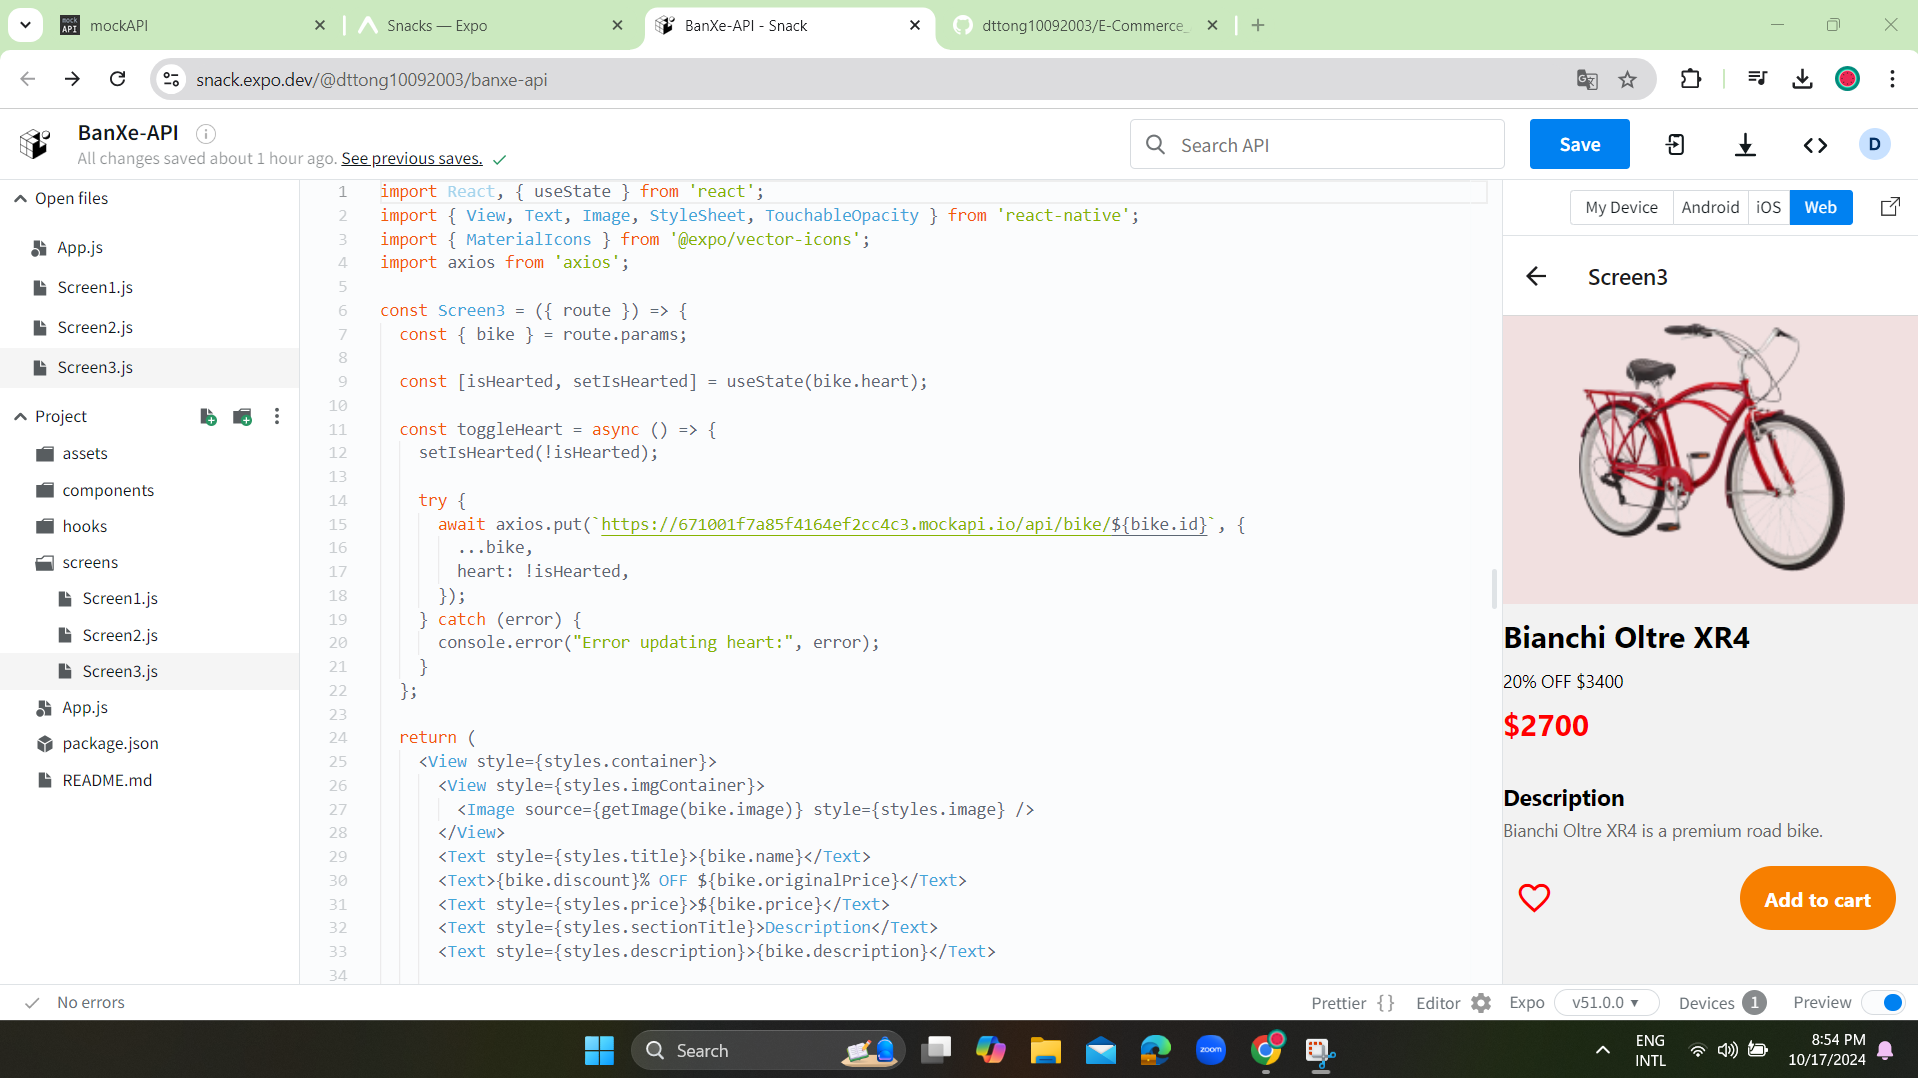 mockAPI
Snacks — Expo
BanXe-API - Snack
dttong10092003/E-Commerce_
snack.expo.dev/@dttong10092003/banxe-api
BanXe-API
All changes saved about 1 hour ago. See previous saves.
Search API
Save
D
Open files
App.js
Screen1.js
Screen2.js
Screen3.js
Project
assets
components
hooks
screens
Screen1.js
Screen2.js
Screen3.js
App.js
package.json
README.md
1 import React, { useState } from 'react';
2 import { View, Text, Image, StyleSheet, TouchableOpacity } from 'react-native';
3 import { MaterialIcons } from '@expo/vector-icons';
4 import axios from 'axios';
5
6 const Screen3 = ({ route }) => {
7 const { bike } = route.params;
8
9 const [isHearted, setIsHearted] = useState(bike.heart);
10
11 const toggleHeart = async () => {
12 setIsHearted(!isHearted);
13
14 try {
15 await axios.put(`https://671001f7a85f4164ef2cc4c3.mockapi.io/api/bike/${bike.id}`, {
16 ...bike,
17 heart: !isHearted,
18 });
19 } catch (error) {
20 console.error("Error updating heart:", error);
21 }
22 };
23
24 return (
25 <View style={styles.container}>
26 <View style={styles.imgContainer}>
27 <Image source={getImage(bike.image)} style={styles.image} />
28 </View>
29 <Text style={styles.title}>{bike.name}</Text>
30 <Text>{bike.discount}% OFF ${bike.originalPrice}</Text>
31 <Text style={styles.price}>${bike.price}</Text>
32 <Text style={styles.sectionTitle}>Description</Text>
33 <Text style={styles.description}>{bike.description}</Text>
34
My Device
Android
iOS
Web
Screen3
Bianchi Oltre XR4
20% OFF $3400
$2700
Description
Bianchi Oltre XR4 is a premium road bike.
Add to cart
No errors
Prettier { }
Editor
Expo
v51.0.0
Devices 1
Preview
Search
zoom
ENG
INTL
8:54 PM
10/17/2024